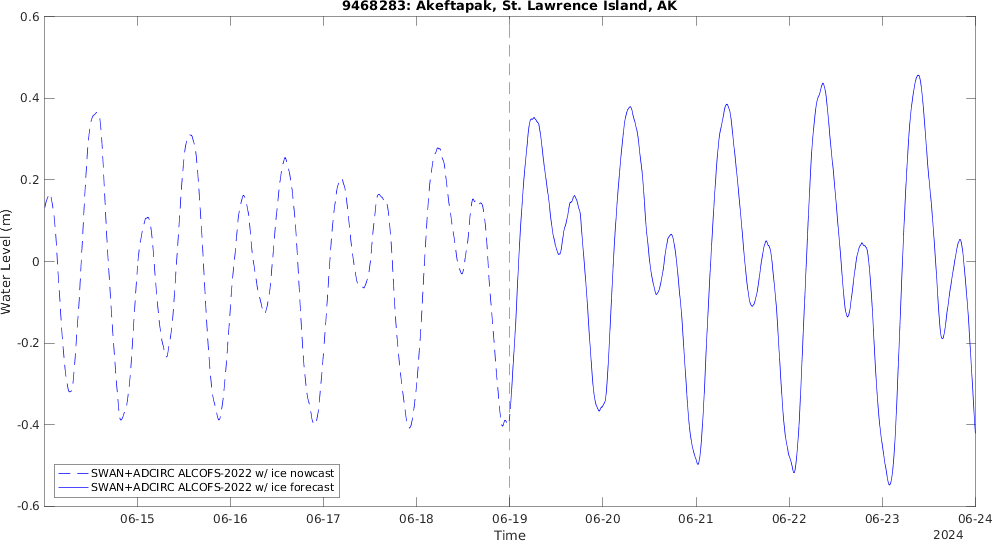 9468283: Akeftapak, St. Lawrence Island, AK
0.6
0.4
0.2
0
-0.2
-0.4
-0.6
Water Level (m)
SWAN+ADCIRC ALCOFS-2022 w/ ice nowcast
SWAN+ADCIRC ALCOFS-2022 w/ ice forecast
06-15 06-16 06-17 06-18 06-19 06-20 06-21 06-22 06-23 06-24
Time
2024